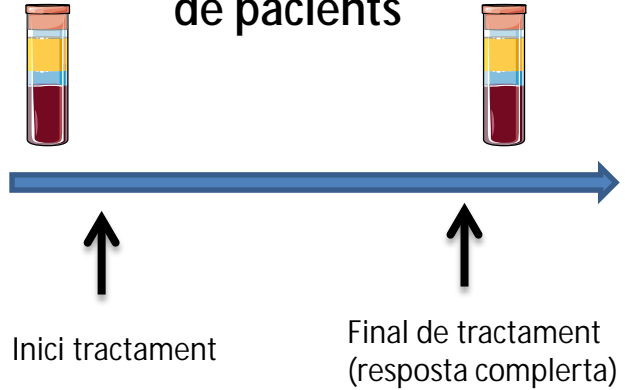 de pacients
Inici tractament
Final de tractament
(resposta complerta)